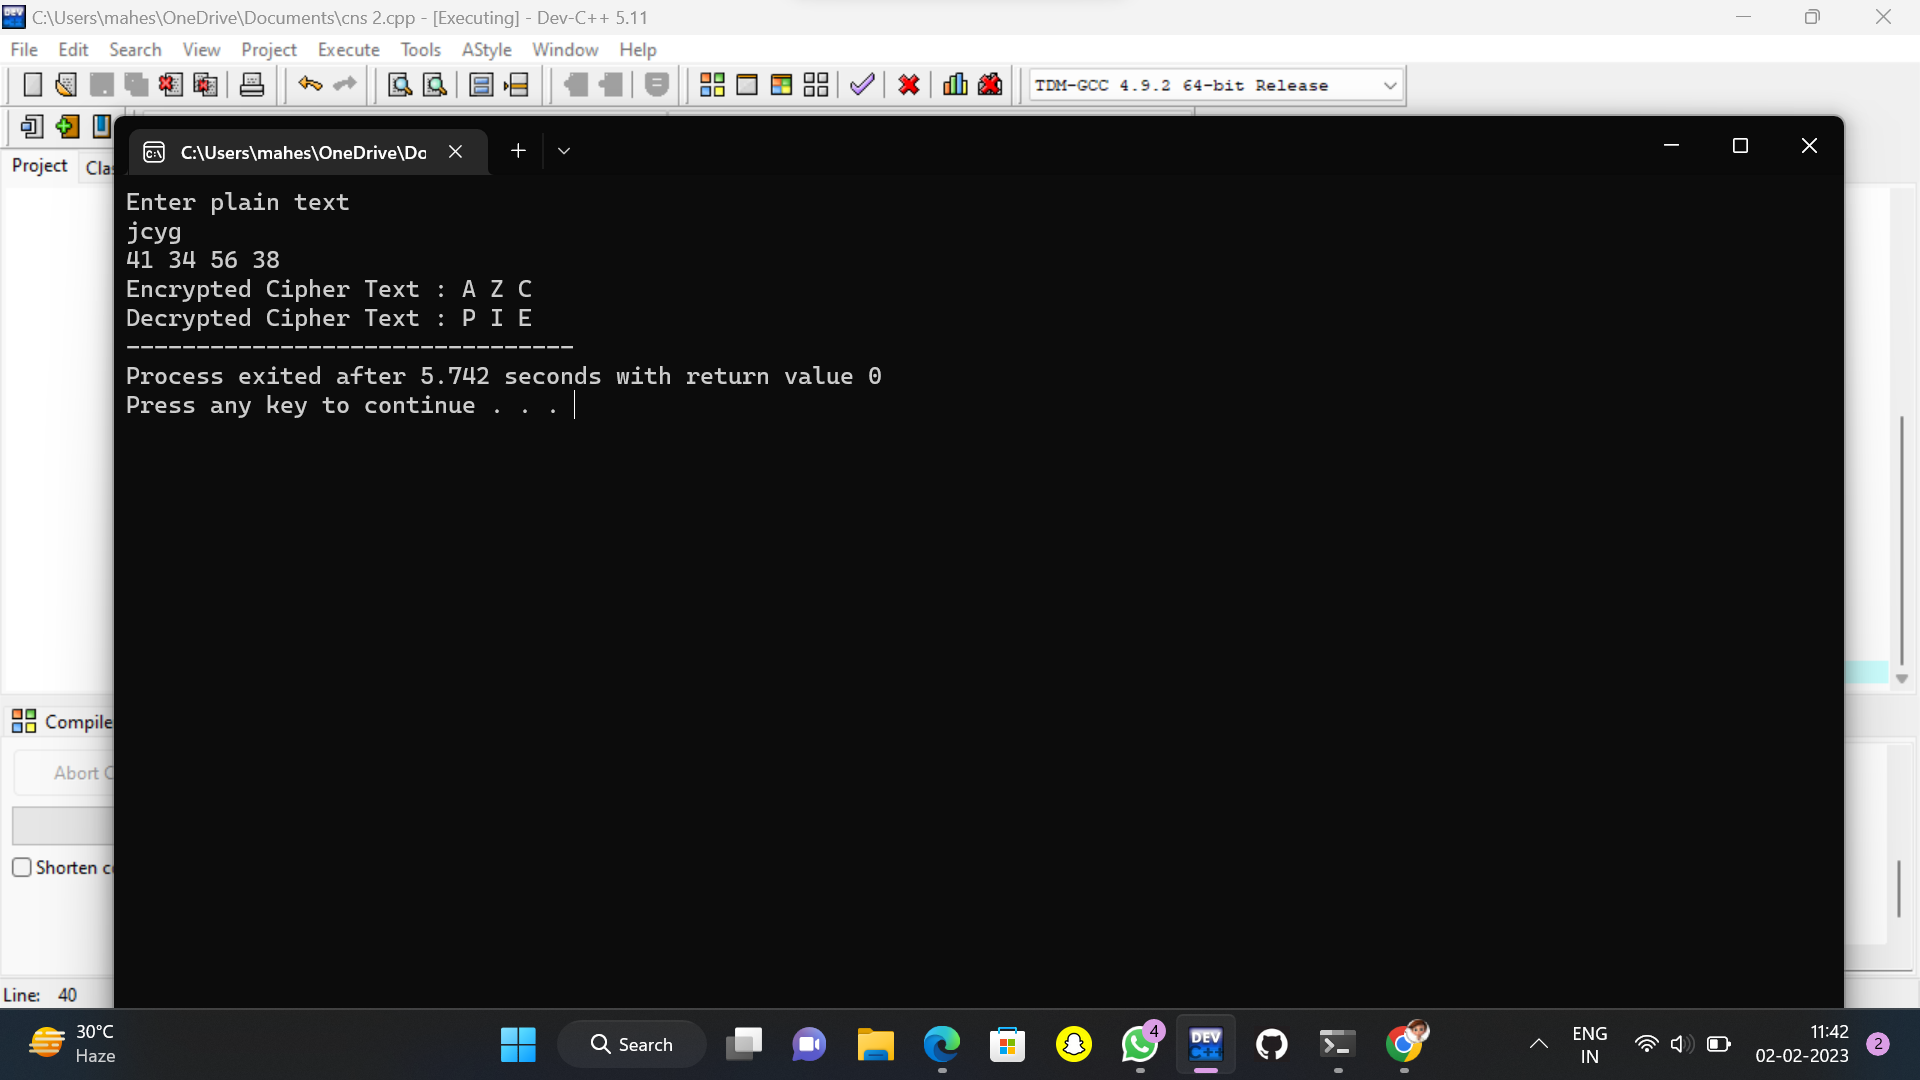 C:\Users\mahes\OneDrive\Documents\cns 2.cpp - [Executing] - Dev-C++ 5.11
File Edit Search View Project Execute Tools AStyle Window Help
TDM-GCC 4.9.2 64-bit Release
Project Clas
C:\Users\mahes\OneDrive\Do
Enter plain text
jcyg
41 34 56 38
Encrypted Cipher Text : A Z C
Decrypted Cipher Text : P I E
--------------------------------
Process exited after 5.742 seconds with return value 0
Press any key to continue . . .
Compile
Abort C
Shorten co
Line: 40
30°C
Haze
Search
4
DEV
C++
ENG
IN
11:42
02-02-2023
2